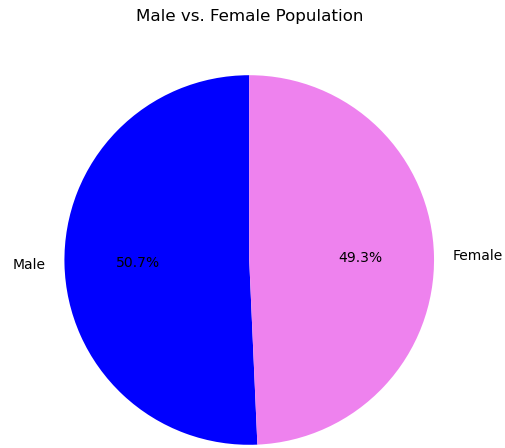 Male vs. Female Population
49.3%
Female
50.7%
Male